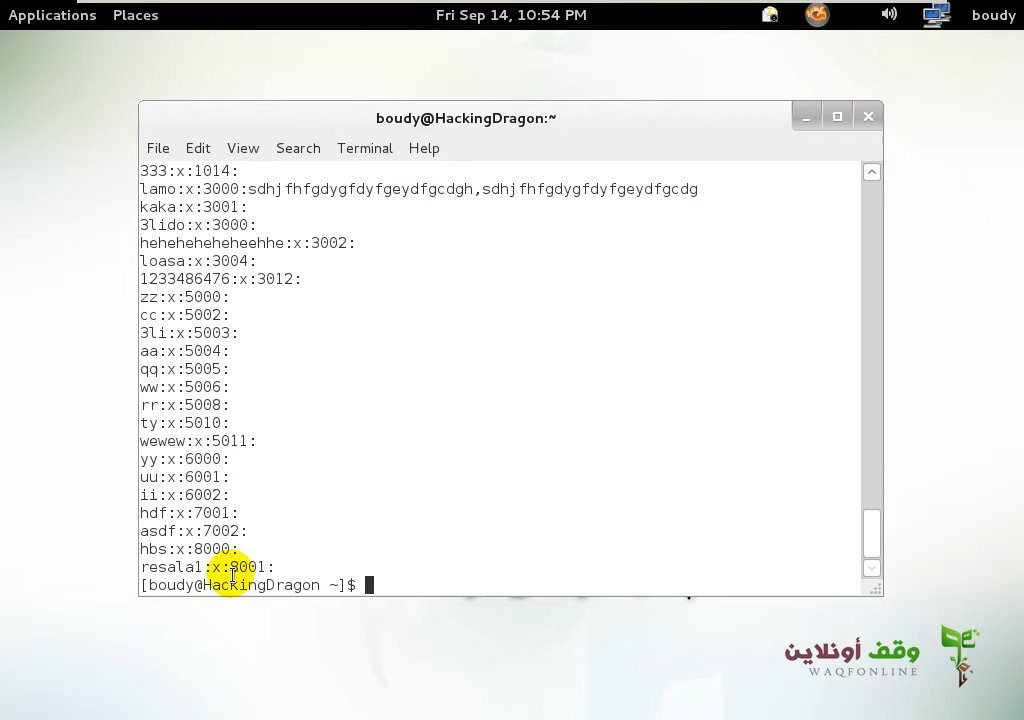 Applications Places Fri Sep 14, 10:54 PM boudy
boudy@HackingDragon:~
File Edit View Search Terminal Help
333:x:1014:
lamo:x:3000:sdhjfhfgdygfdyfgeydfgcdgh,sdhjfhfgdygfdyfgeydfgcdg
kaka:x:3001:
3lido:x:3000:
heheheheheheehhe:x:3002:
loasa:x:3004:
1233486476:x:3012:
zz:x:5000:
cc:x:5002:
3li:x:5003:
aa:x:5004:
qq:x:5005:
ww:x:5006:
rr:x:5008:
ty:x:5010:
wewew:x:5011:
yy:x:6000:
uu:x:6001:
ii:x:6002:
hdf:x:7001:
asdf:x:7002:
hbs:x:8000:
resala1:x:8001:
[boudy@HackingDragon ~]$
وقف أونلاين
WAQFONLINE